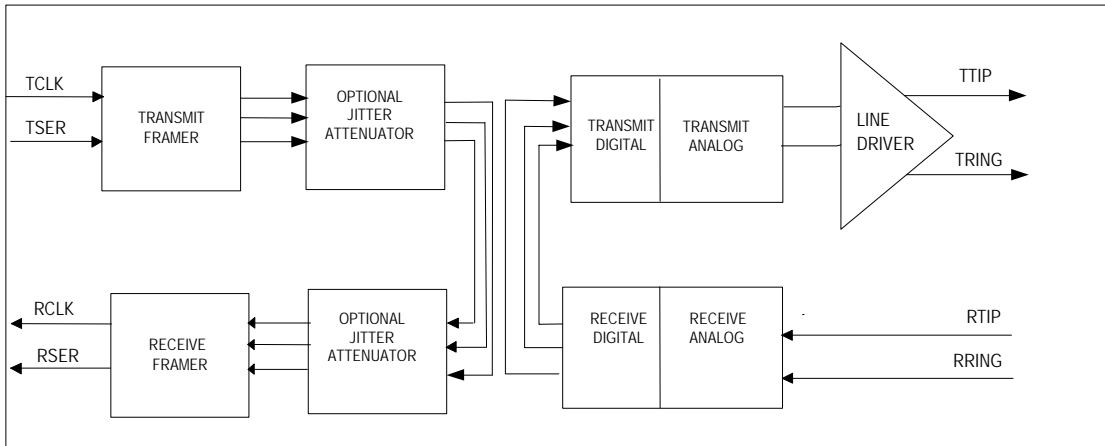 TCLK
TSER
TRANSMIT
FRAMER
OPTIONAL
JITTER
ATTENUATOR
TRANSMIT
DIGITAL
TRANSMIT
ANALOG
LINE
DRIVER
TTIP
TRING
RCLK
RSER
RECEIVE
FRAMER
OPTIONAL
JITTER
ATTENUATOR
RECEIVE
DIGITAL
RECEIVE
ANALOG
RTIP
RRING